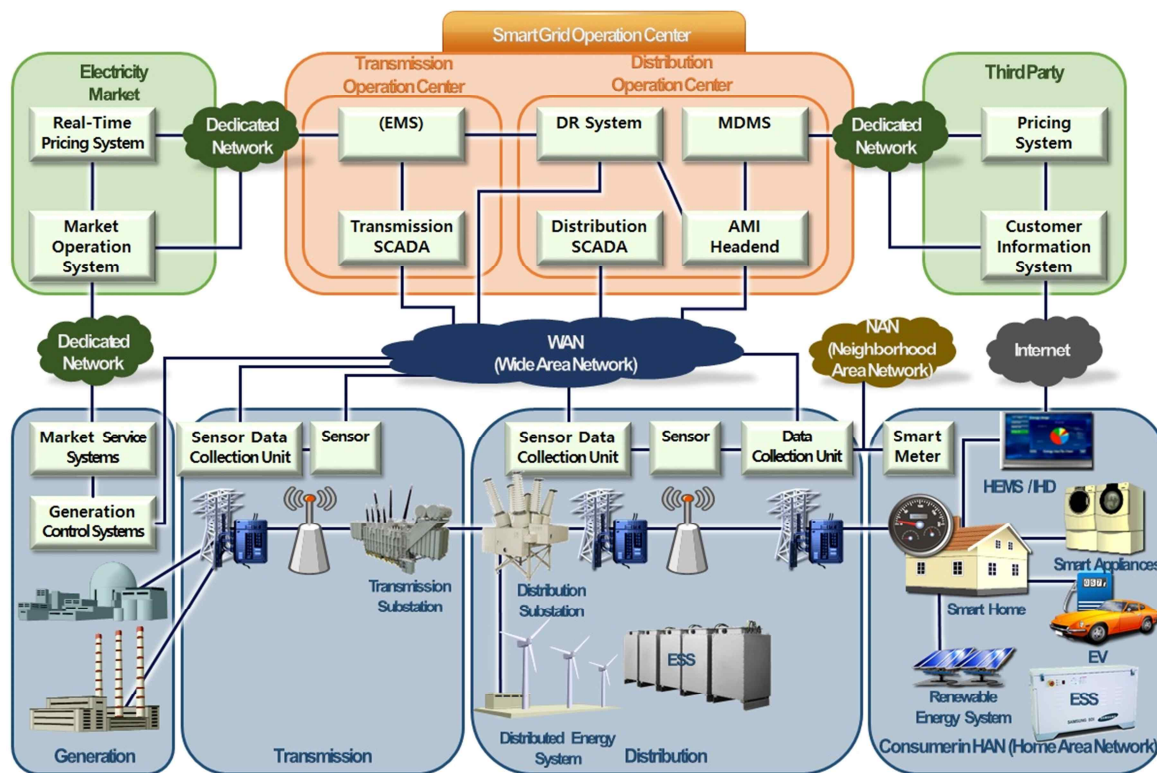 Smart Grid Operation Center
Electricity
Market
Transmission
Operation Center
Distribution
Operation Center
Third Party
Real-Time
Pricing System
Dedicated
Network
(EMS)
DR System
MDMS
Dedicated
Network
Pricing
System
Market
Operation
System
Transmission
SCADA
Distribution
SCADA
AMI
Headend
Customer
Information
System
Dedicated
Network
WAN
(Wide Area Network)
NAN
(Neighborhood
Area Network)
Internet
Market Service
Systems
Sensor Data
Collection Unit
Sensor
Sensor Data
Collection Unit
Sensor
Data
Collection Unit
Smart
Meter
HEMS / IHD
Generation
Control Systems
Transmission
Substation
Distribution
Substation
Smart Home
Smart Appliances
EV
ESS
Renewable
Energy System
ESS
SAMSUNG SDI
Distributed Energy
System
Generation
Transmission
Distribution
Consumer in HAN (Home Area Network)